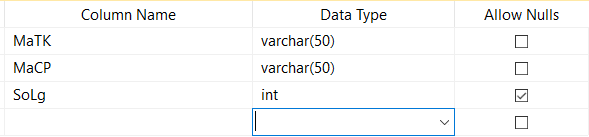 Column Name Data Type Allow Nulls
MaTK varchar(50)
MaCP varchar(50)
SoLg int